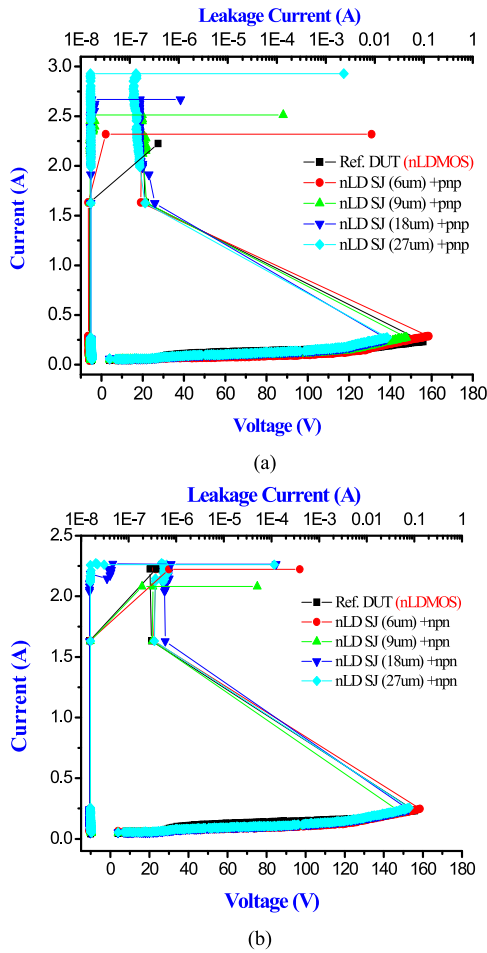 Leakage Current (A)
1E-8 1E-7 1E-6 1E-5 1E-4 1E-3 0.01 0.1 1
3.0
2.5
2.0
1.5
1.0
0.5
0.0
Current (A)
Ref. DUT (nLDMOS)
nLD SJ (6um) +pnp
nLD SJ (9um) +pnp
nLD SJ (18um) +pnp
nLD SJ (27um) +pnp
0 20 40 60 80 100 120 140 160
Voltage (V)
(a)
Leakage Current (A)
1E-8 1E-7 1E-6 1E-5 1E-4 1E-3 0.01 0.1 1
2.5
2.0
1.5
1.0
0.5
0.0
Current (A)
Ref. DUT (nLDMOS)
nLD SJ (6um) +npn
nLD SJ (9um) +npn
nLD SJ (18um) +npn
nLD SJ (27um) +npn
0 20 40 60 80 100 120 140 160 180
Voltage (V)
(b)